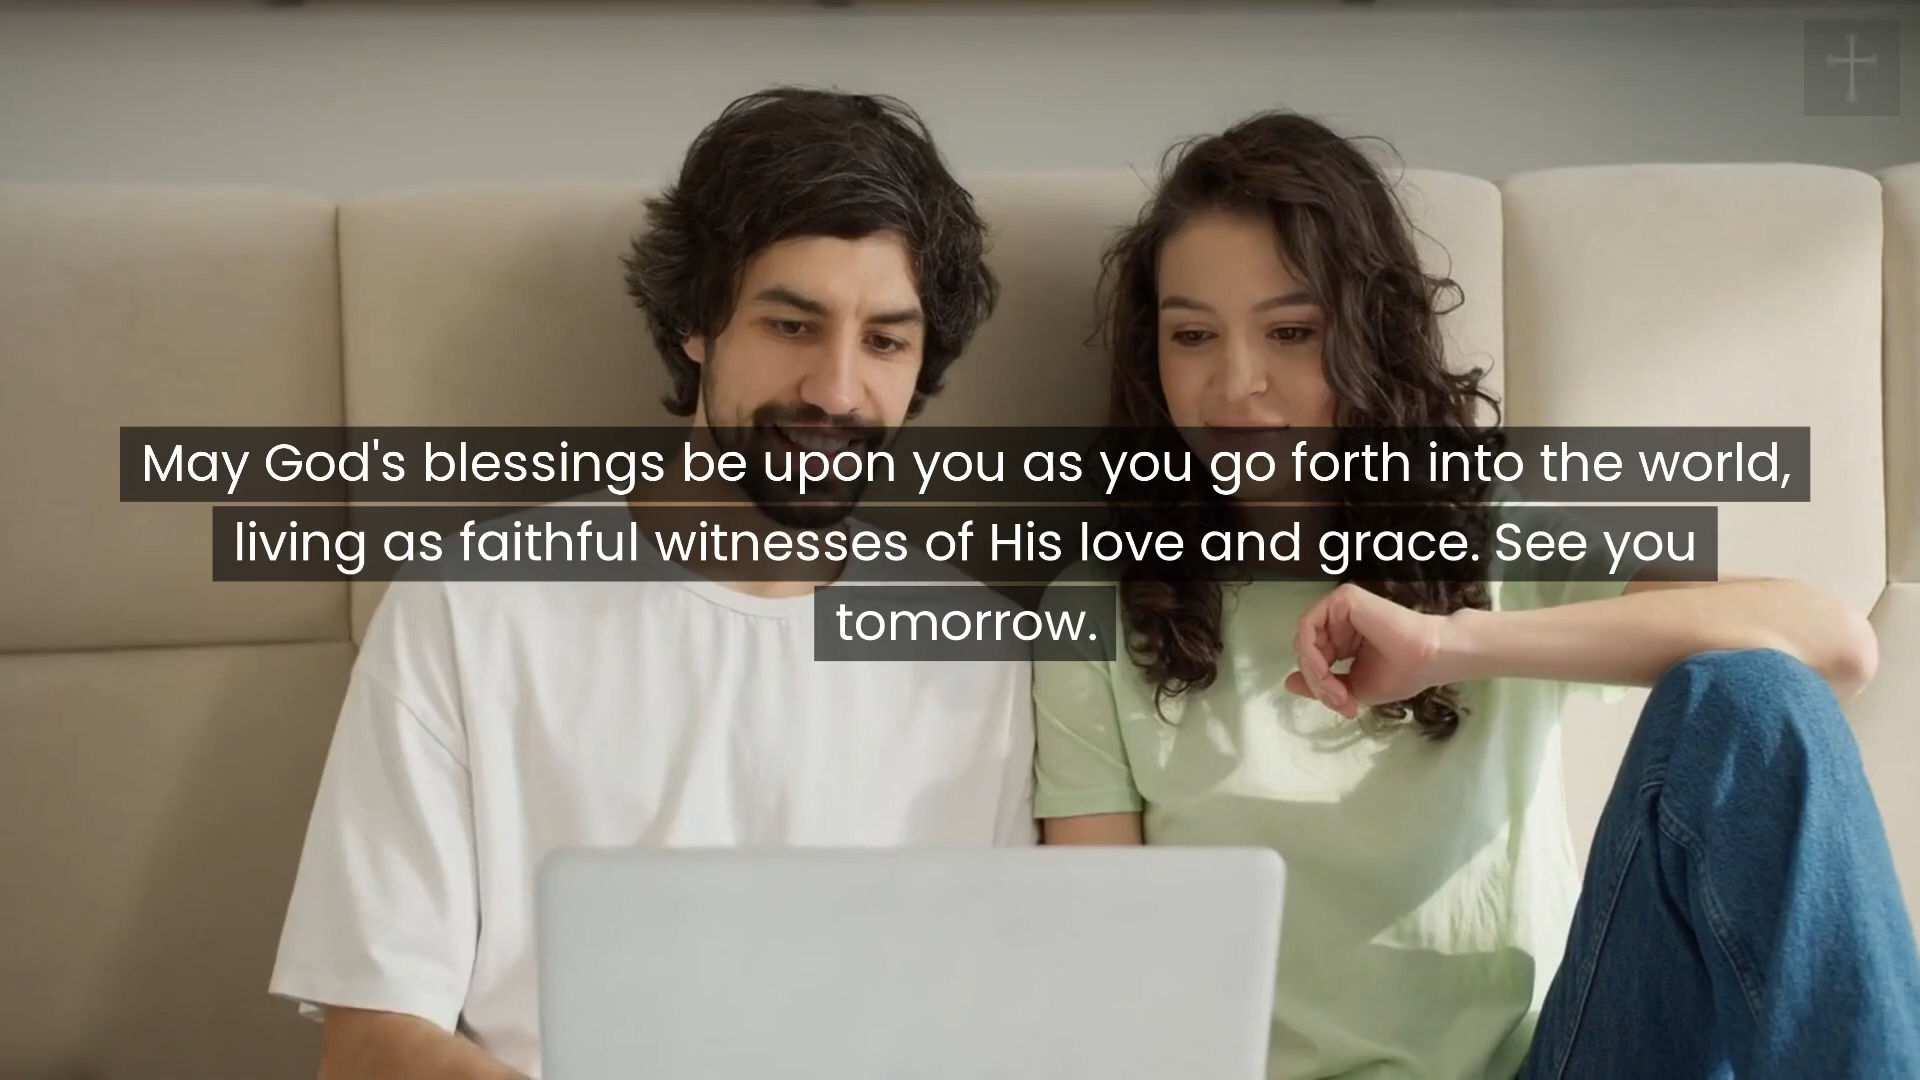 May God's blessings be upon you as you go forth into the world,
living as faithful witnesses of His love and grace. See you
tomorrow.